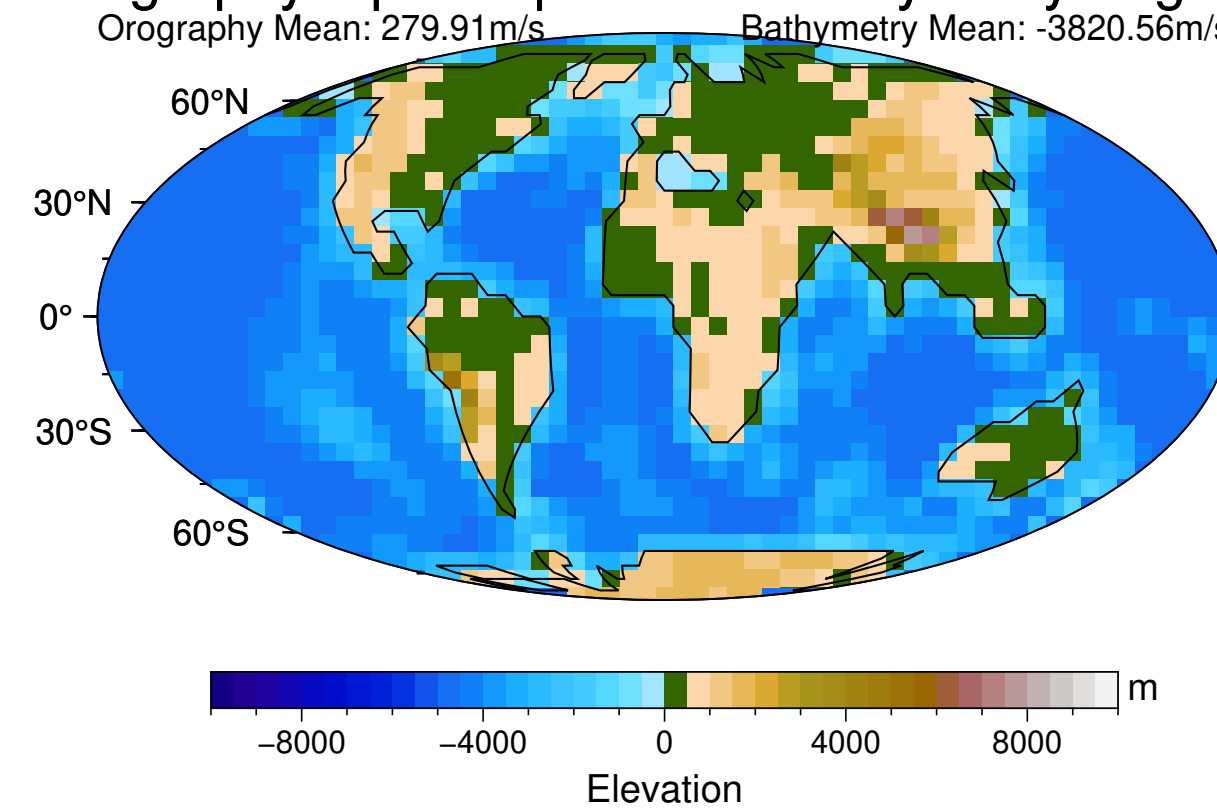 Orography Mean: 279.91m/s Bathymetry Mean: -3820.56m/s
60°N
30°N
0°
30°S
60°S
m
−8000 −4000 0 4000 8000
Elevation